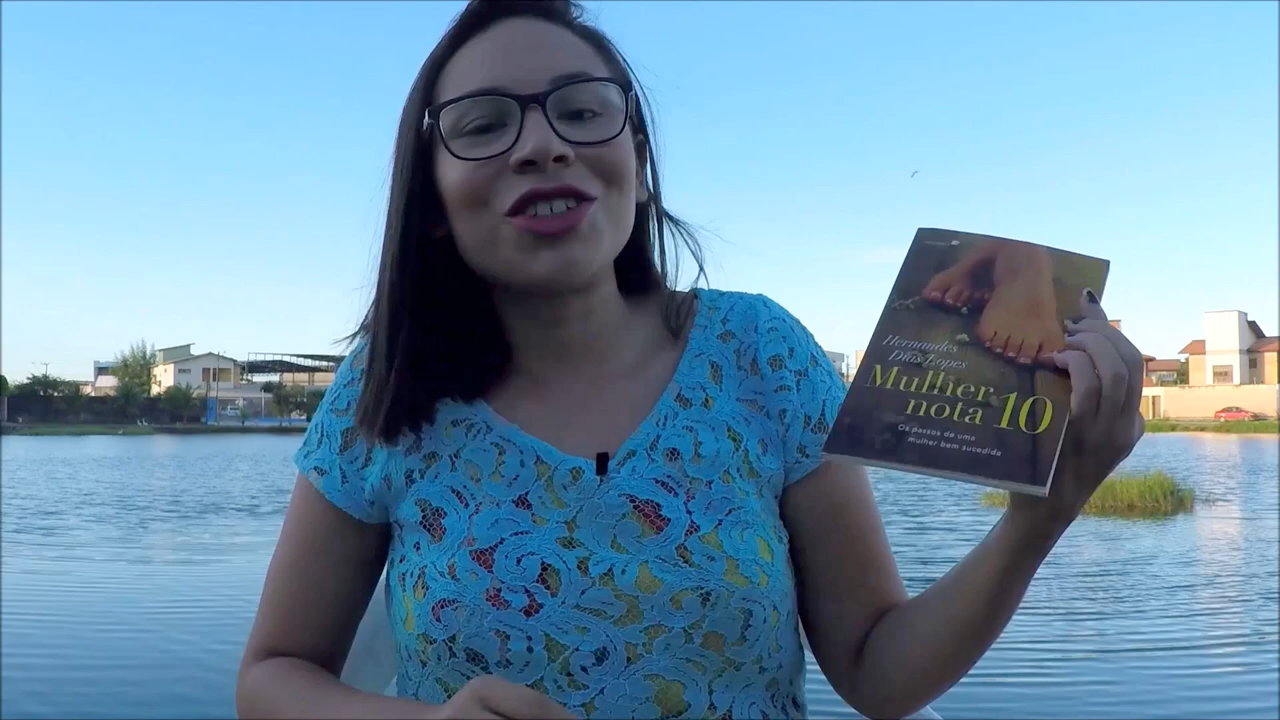 Hernandes
Dias Lopes
Mulher
nota 10
Os passos de uma
mulher bem sucedida